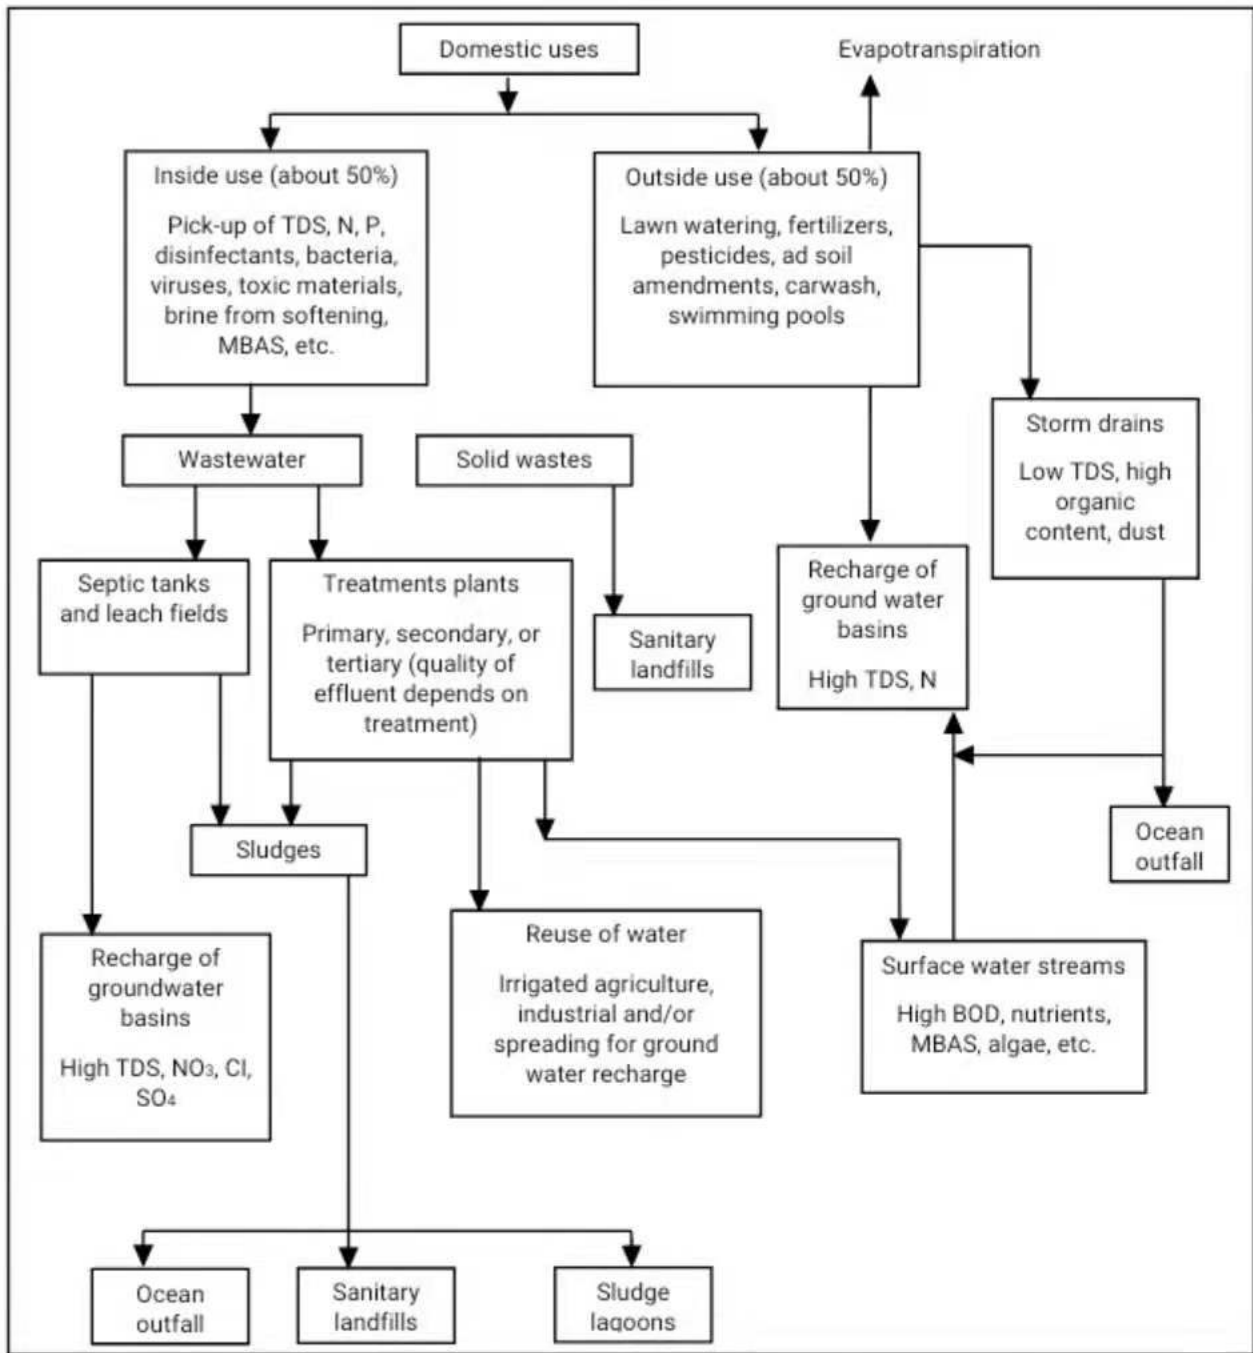 Domestic uses
Evapotranspiration
Inside use (about 50%)
Pick-up of TDS, N, P,
disinfectants, bacteria,
viruses, toxic materials,
brine from softening,
MBAS, etc.
Outside use (about 50%)
Lawn watering, fertilizers,
pesticides, ad soil
amendments, carwash,
swimming pools
Storm drains
Low TDS, high
organic
content, dust
Wastewater
Solid wastes
Septic tanks
and leach fields
Treatments plants
Primary, secondary, or
tertiary (quality of
effluent depends on
treatment)
Sanitary
landfills
Recharge of
ground water
basins
High TDS, N
Ocean
outfall
Sludges
Recharge of
groundwater
basins
High TDS, NO₃, Cl,
SO₄
Reuse of water
Irrigated agriculture,
industrial and/or
spreading for ground
water recharge
Surface water streams
High BOD, nutrients,
MBAS, algae, etc.
Ocean
outfall
Sanitary
landfills
Sludge
lagoons